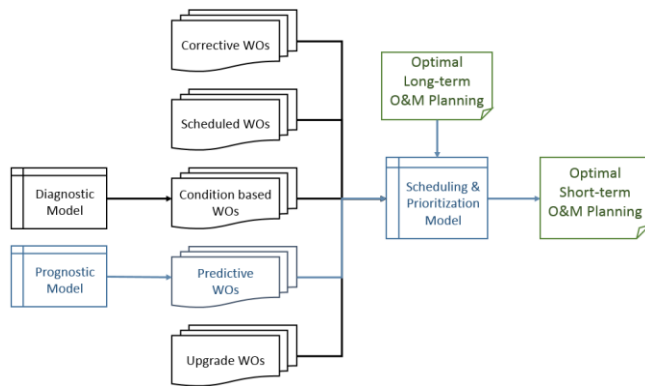 Corrective WOs
Scheduled WOs
Diagnostic
Model
Condition based
WOs
Prognostic
Model
Predictive
WOs
Upgrade WOs
Optimal
Long-term
O&M Planning
Scheduling &
Prioritization
Model
Optimal
Short-term
O&M Planning